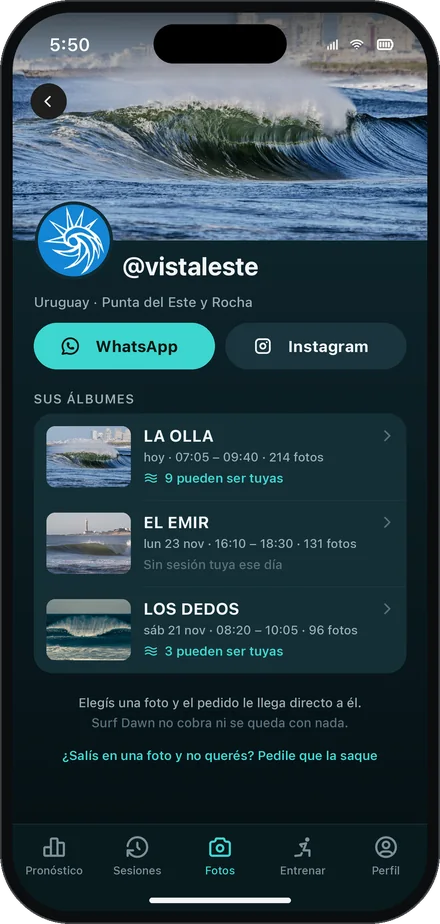 5:50
@vistaleste
Uruguay · Punta del Este y Rocha
WhatsApp
Instagram
SUS ÁLBUMES
LA OLLA
hoy · 07:05 – 09:40 · 214 fotos
9 pueden ser tuyas
EL EMIR
lun 23 nov · 16:10 – 18:30 · 131 fotos
Sin sesión tuya ese día
LOS DEDOS
sáb 21 nov · 08:20 – 10:05 · 96 fotos
3 pueden ser tuyas
Elegís una foto y el pedido le llega directo a él.
Surf Dawn no cobra ni se queda con nada.
¿Salís en una foto y no querés? Pedile que la saque
Pronóstico
Sesiones
Fotos
Entrenar
Perfil